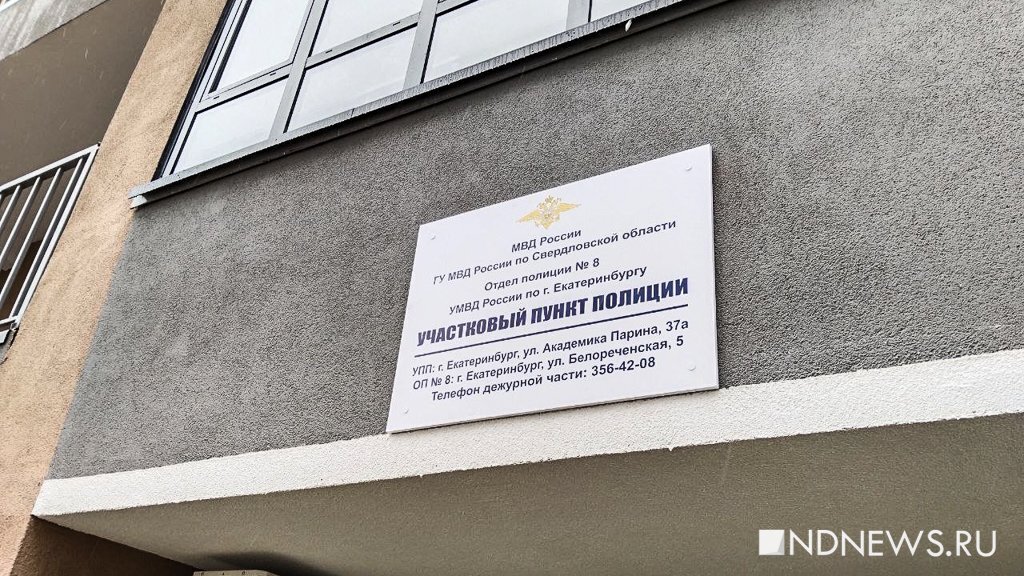 МВД России
ГУ МВД России по Свердловской области
Отдел полиции № 8
УМВД России по г. Екатеринбургу
УЧАСТКОВЫЙ ПУНКТ ПОЛИЦИИ
УПП: г. Екатеринбург, ул. Академика Парина, 37а
ОП № 8: г. Екатеринбург, ул. Белореченская, 5
Телефон дежурной части: 356-42-08
NDNEWS.RU